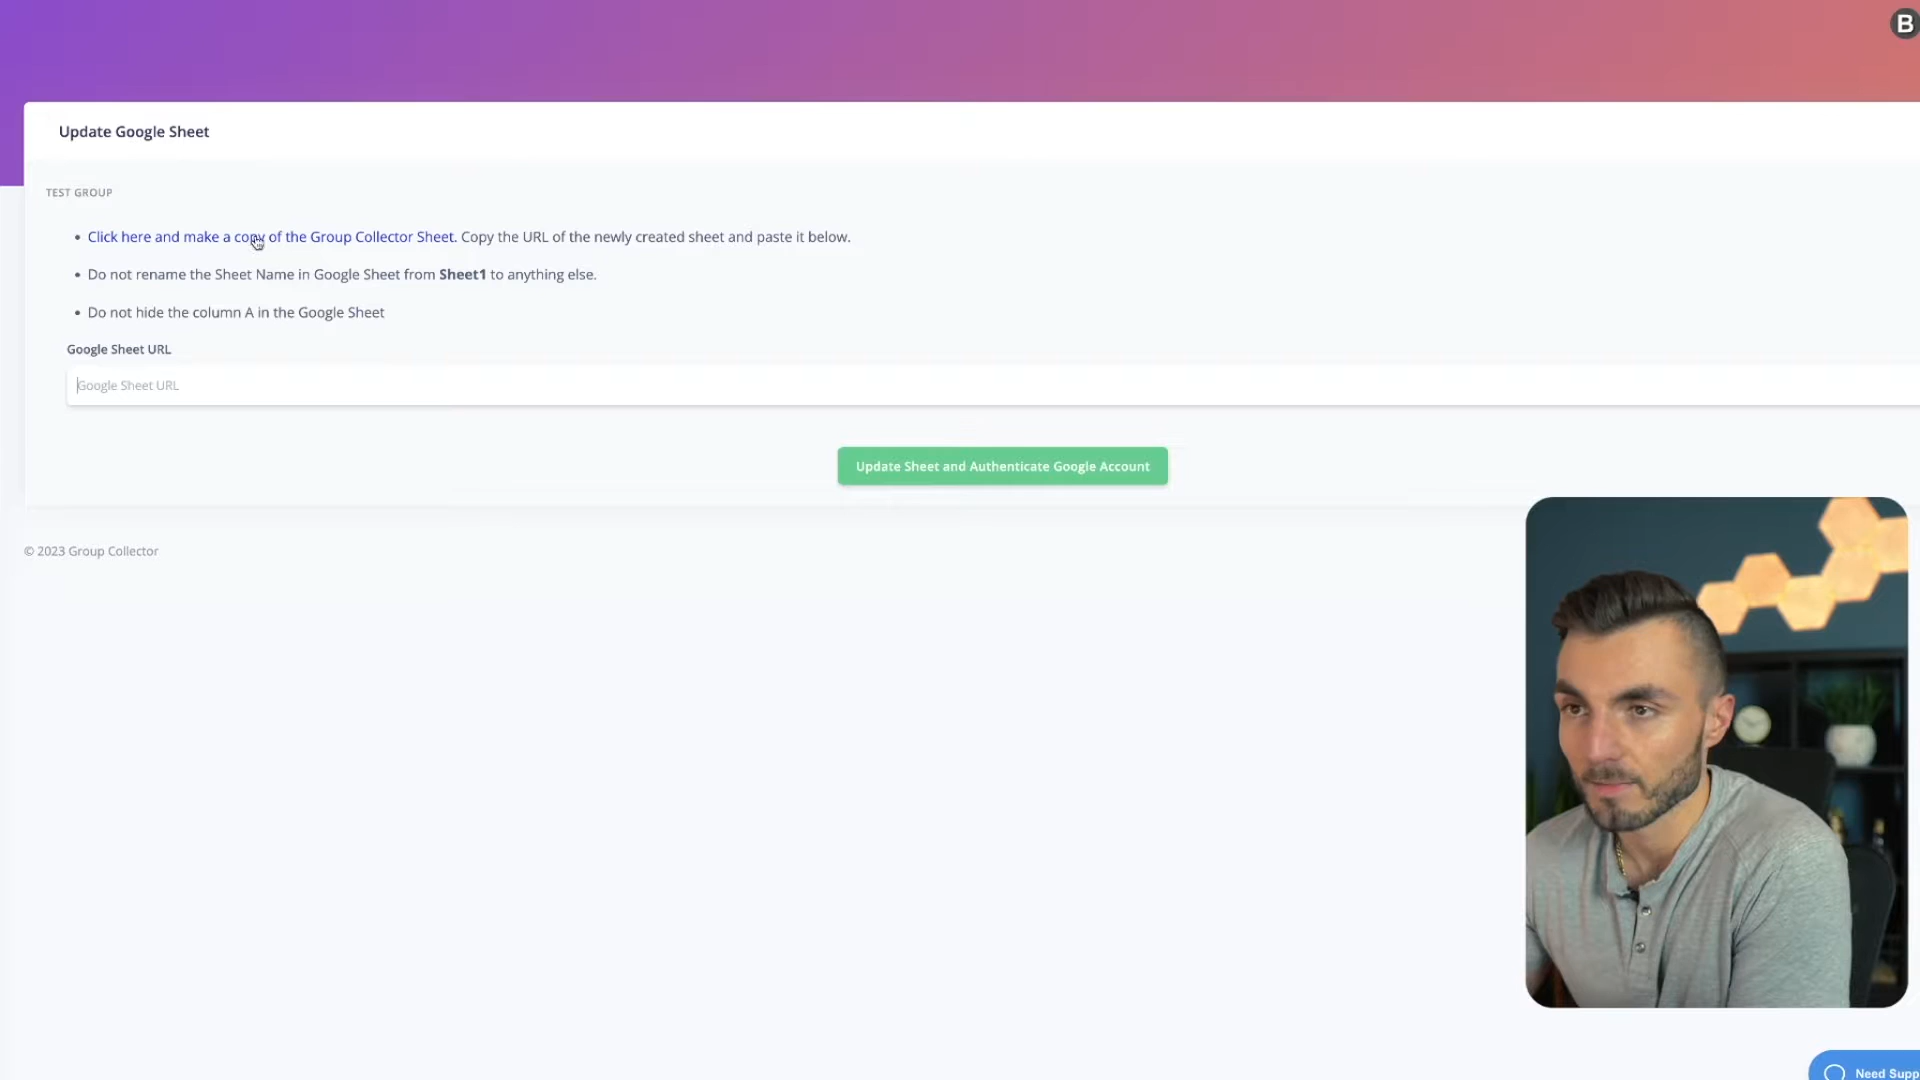 B
Update Google Sheet
TEST GROUP
• Click here and make a copy of the Group Collector Sheet. Copy the URL of the newly created sheet and paste it below.
• Do not rename the Sheet Name in Google Sheet from Sheet1 to anything else.
• Do not hide the column A in the Google Sheet
Google Sheet URL
Google Sheet URL
Update Sheet and Authenticate Google Account
© 2023 Group Collector
Need Supp